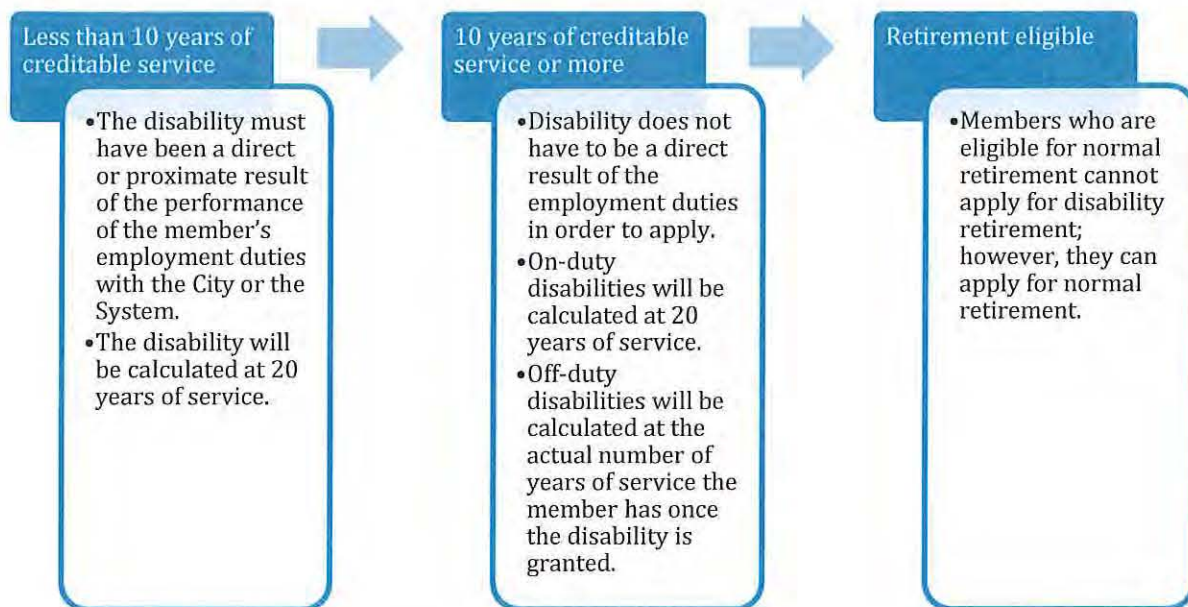 Less than 10 years of
creditable service
•The disability must
have been a direct
or proximate result
of the performance
of the member's
employment duties
with the City or the
System.
•The disability will
be calculated at 20
years of service.
10 years of creditable
service or more
•Disability does not
have to be a direct
result of the
employment duties
in order to apply.
•On-duty
disabilities will be
calculated at 20
years of service.
•Off-duty
disabilities will be
calculated at the
actual number of
years of service the
member has once
the disability is
granted.
Retirement eligible
•Members who are
eligible for normal
retirement cannot
apply for disability
retirement;
however, they can
apply for normal
retirement.